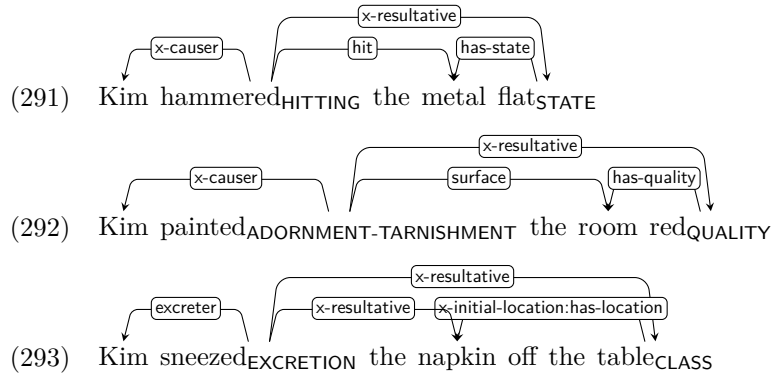 x-resultative
x-causer hit has-state
(291) Kim hammeredHITTING the metal flatSTATE
x-resultative
x-causer surface has-quality
(292) Kim paintedADORNMENT-TARNISHMENT the room redQUALITY
x-resultative
excreter x-resultative x-initial-location:has-location
(293) Kim sneezedEXCRETION the napkin off the tableCLASS